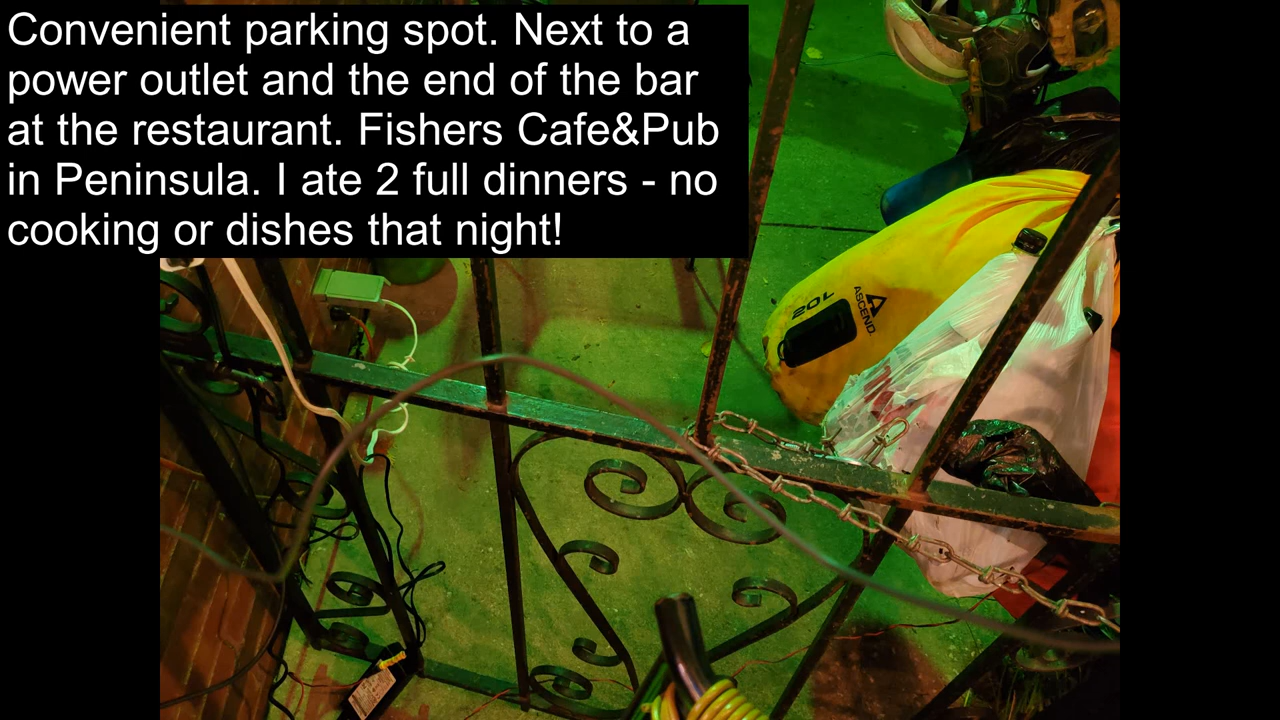 Convenient parking spot. Next to a
power outlet and the end of the bar
at the restaurant. Fishers Cafe&Pub
in Peninsula. I ate 2 full dinners - no
cooking or dishes that night!
20L
ASCEND